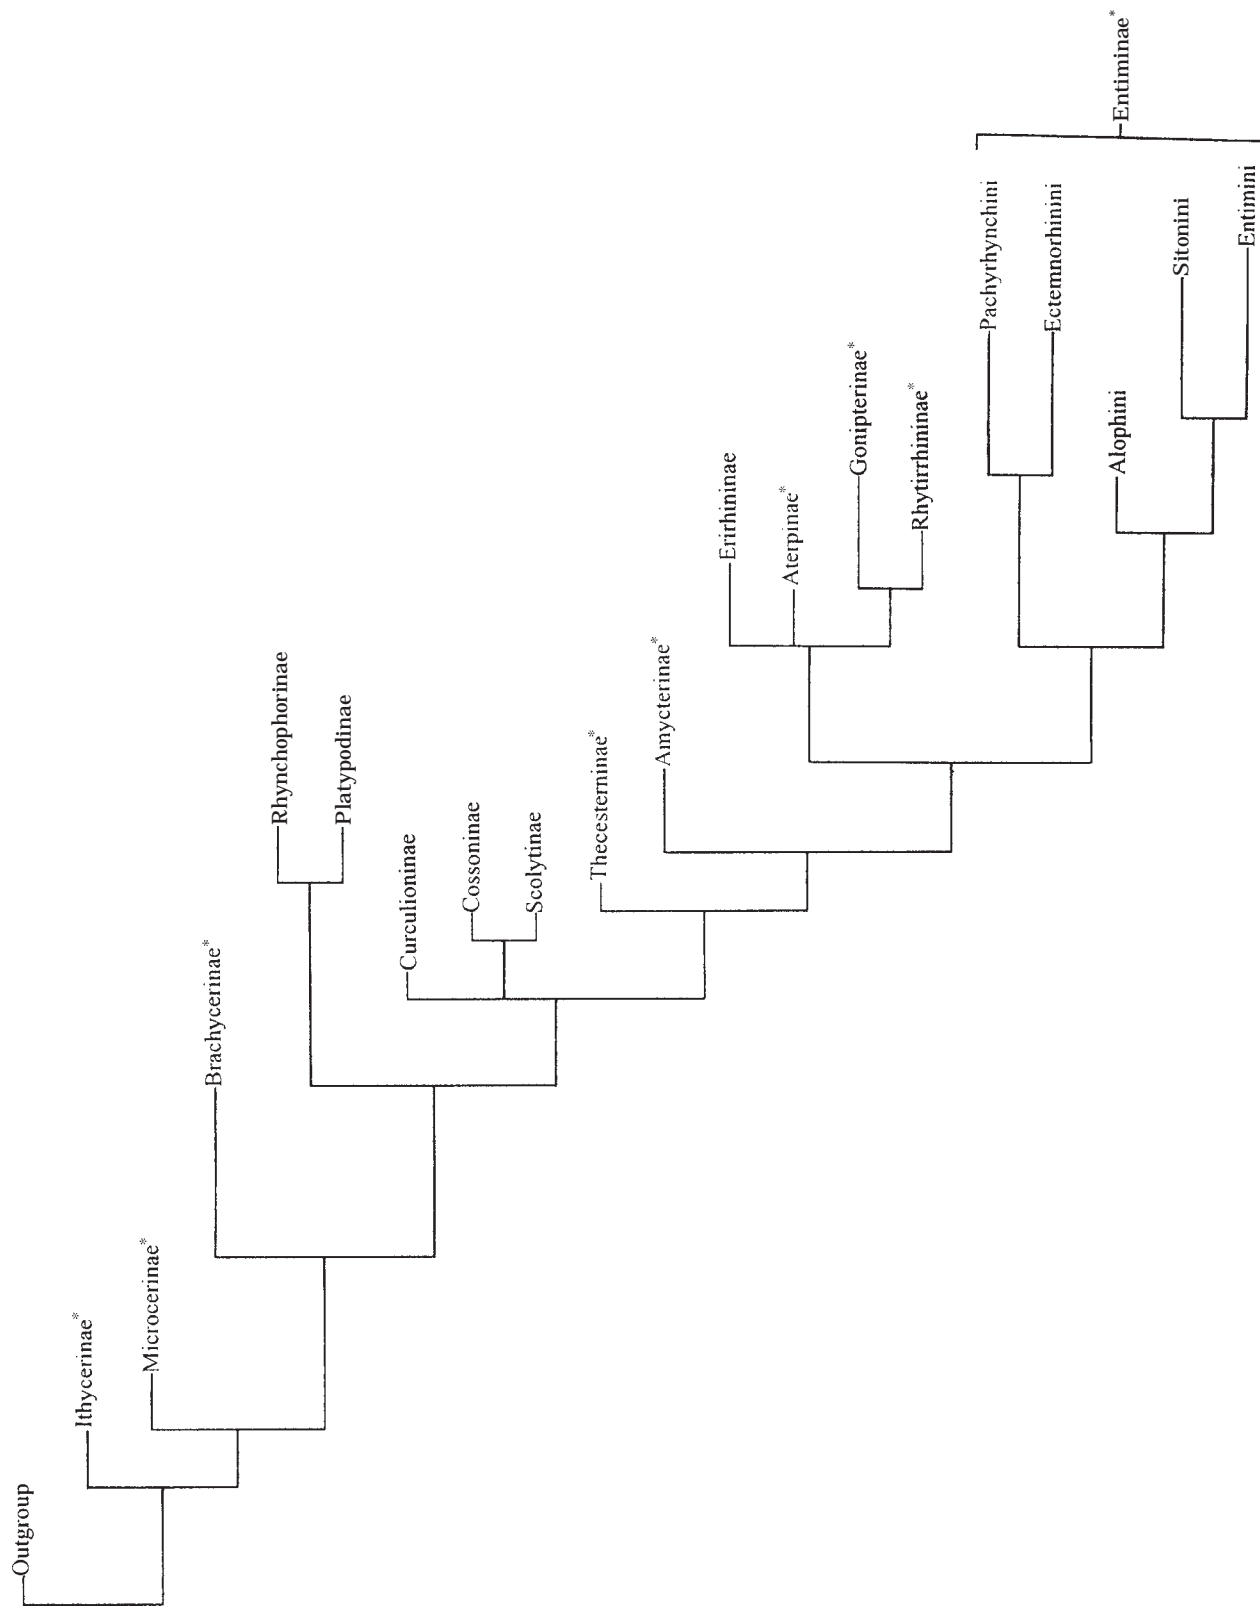 Outgroup
Ithycerinae*
Microcerinae*
Brachycerinae*
Rhynchophorinae
Platypodinae
Curculioninae
Cossoninae
Scolytinae
Thecesterninae*
Amycterinae*
Erirhininae
Aterpinae*
Gonipterinae*
Rhytirrhininae*
Pachyrhynchini
Ectemnorhinini
Alophini
Sitonini
Entimini
Entiminae*